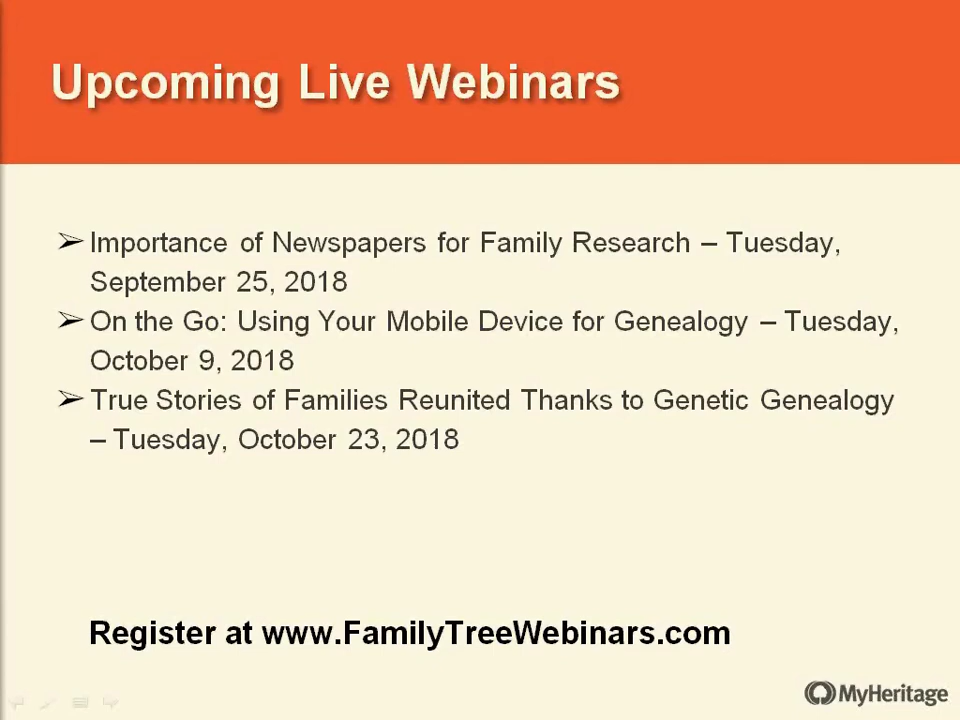 Upcoming Live Webinars
➢ Importance of Newspapers for Family Research – Tuesday,
September 25, 2018
➢ On the Go: Using Your Mobile Device for Genealogy – Tuesday,
October 9, 2018
➢ True Stories of Families Reunited Thanks to Genetic Genealogy
– Tuesday, October 23, 2018
Register at www.FamilyTreeWebinars.com
MyHeritage